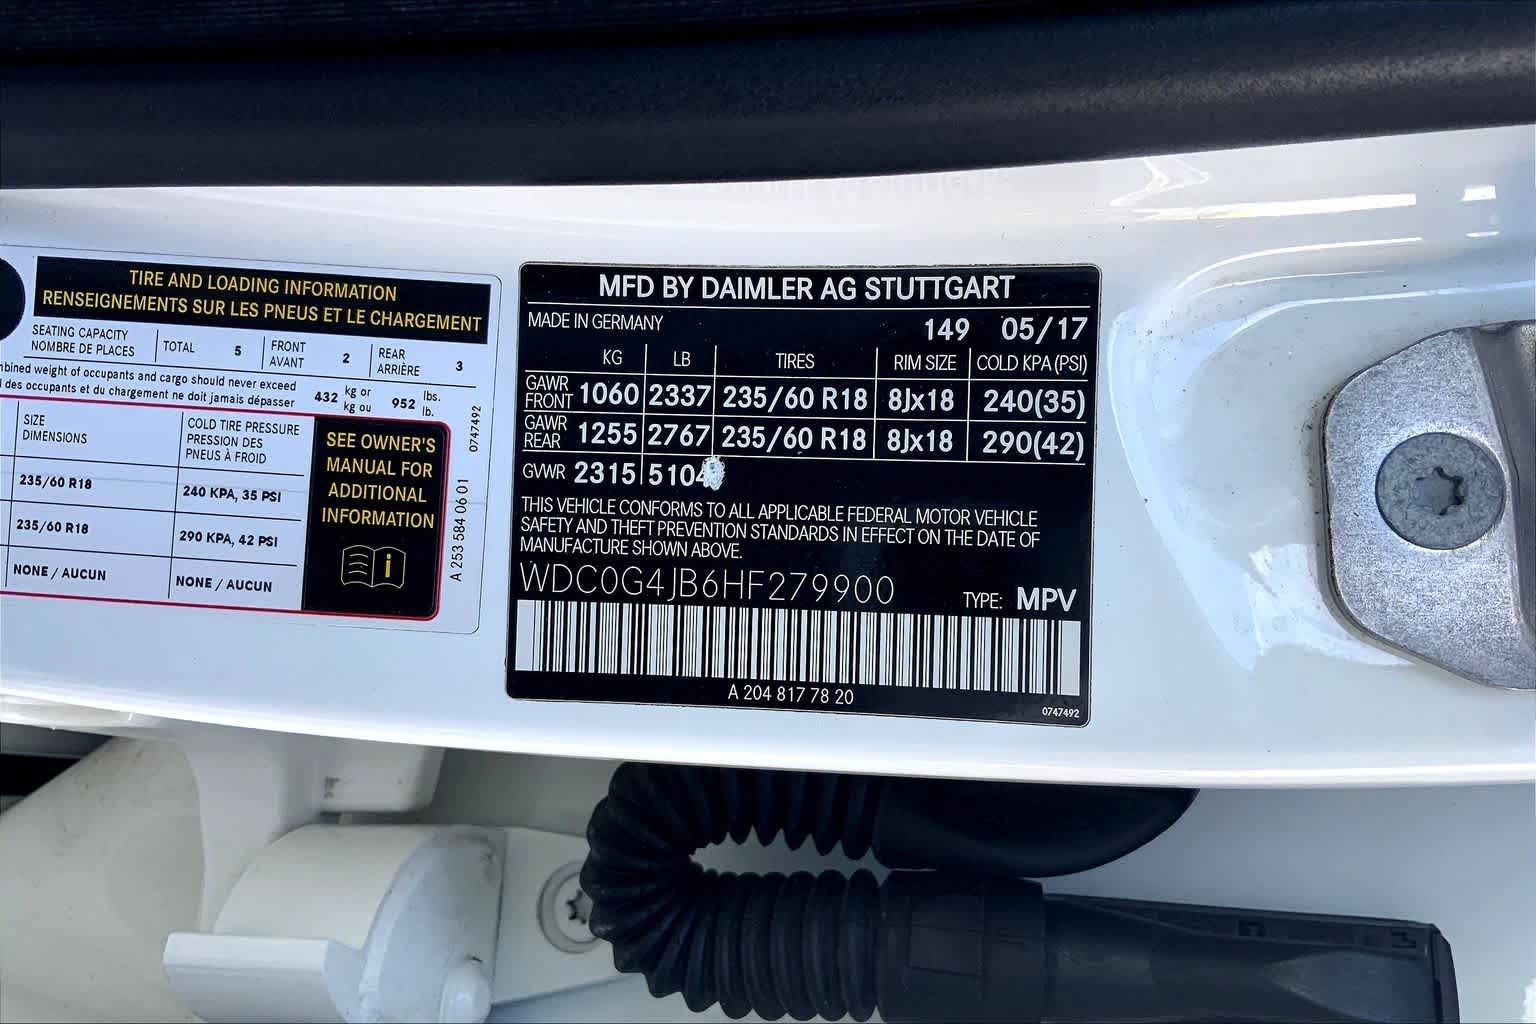 TIRE AND LOADING INFORMATION
RENSEIGNEMENTS SUR LES PNEUS ET LE CHARGEMENT
SEATING CAPACITY
NOMBRE DE PLACES
TOTAL 5
FRONT
AVANT
2
REAR
ARRIÈRE
3
weight of occupants and cargo should never exceed
des occupants et du chargement ne doit jamais dépasser
432
kg or
kg ou
952
lbs.
lb.
SIZE
DIMENSIONS
COLD TIRE PRESSURE
PRESSION DES
PNEUS À FROID
235/60 R18
240 KPA, 35 PSI
235/60 R18
290 KPA, 42 PSI
NONE / AUCUN
NONE / AUCUN
SEE OWNER'S
MANUAL FOR
ADDITIONAL
INFORMATION
i
0747492
A 253 584 06 01
MFD BY DAIMLER AG STUTTGART
MADE IN GERMANY 149 05/17
KG LB TIRES RIM SIZE COLD KPA (PSI)
GAWR
FRONT
1060 2337 235/60 R18 8Jx18 240(35)
GAWR
REAR
1255 2767 235/60 R18 8Jx18 290(42)
GVWR 2315 5104
THIS VEHICLE CONFORMS TO ALL APPLICABLE FEDERAL MOTOR VEHICLE
SAFETY AND THEFT PREVENTION STANDARDS IN EFFECT ON THE DATE OF
MANUFACTURE SHOWN ABOVE.
WDC0G4JB6HF279900
TYPE: MPV
A 204 817 78 20
0747492